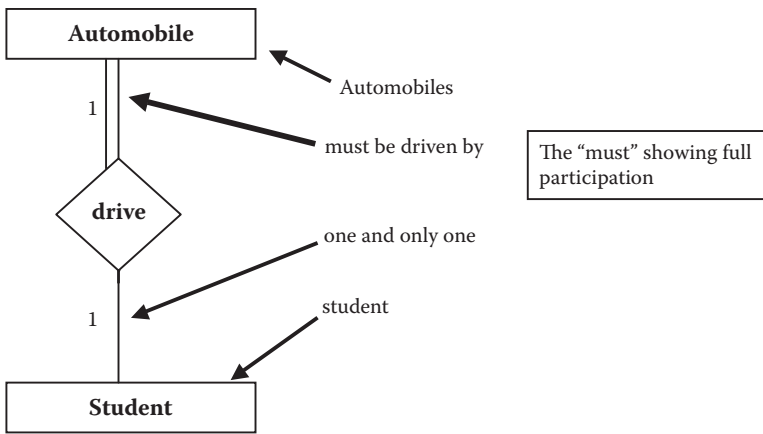 Automobile
Automobiles
1
must be driven by
The “must” showing full
participation
drive
one and only one
1
student
Student